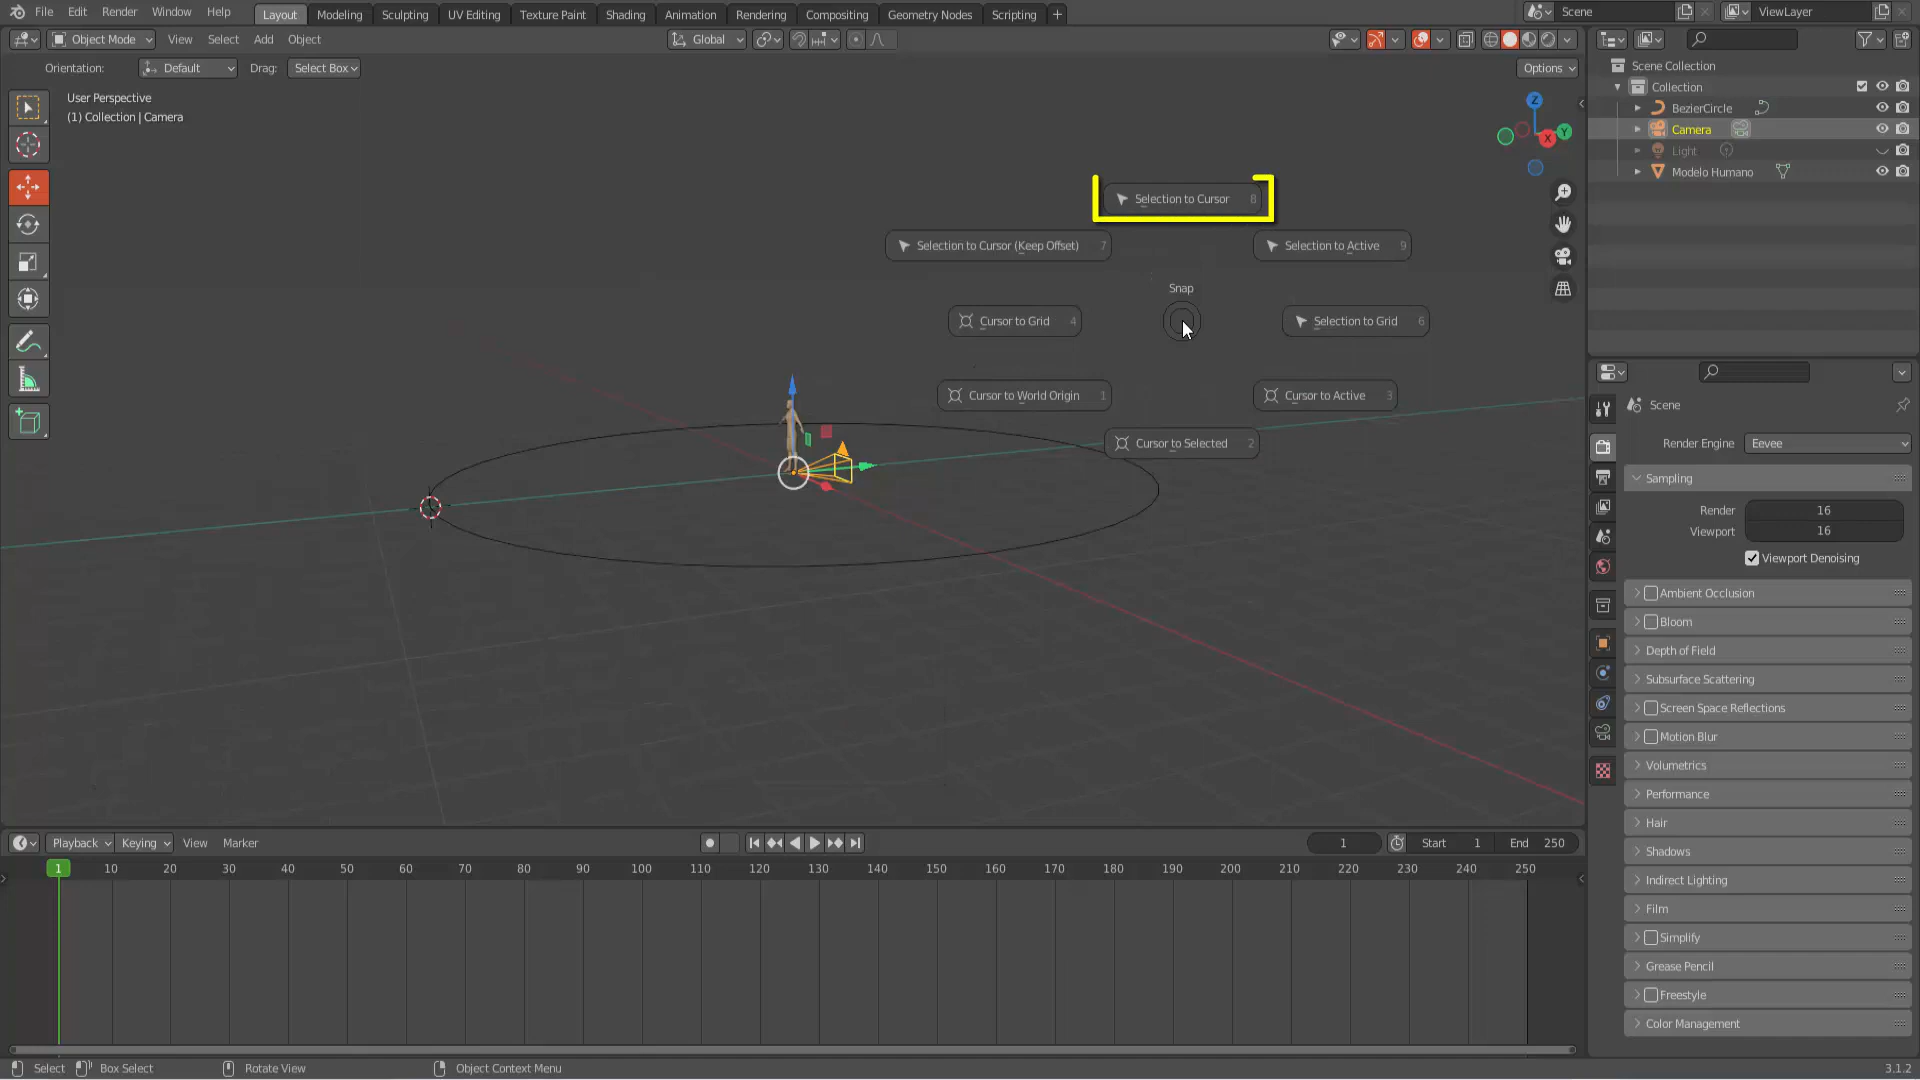 File Edit Render Window Help Layout Modeling Sculpting UV Editing Texture Paint Shading Animation Rendering Compositing Geometry Nodes Scripting + Scene ViewLayer
Object Mode View Select Add Object Global
Orientation: Default Drag: Select Box Options
User Perspective
(1) Collection | Camera
Z
Y
X
Selection to Cursor 8
Selection to Cursor (Keep Offset) 7
Selection to Active 9
Snap
Cursor to Grid 4
Selection to Grid 6
Cursor to World Origin 1
Cursor to Active 3
Cursor to Selected 2
Scene Collection
Collection
BezierCircle
Camera
Light
Modelo Humano
Scene
Render Engine Eevee
Sampling
Render 16
Viewport 16
Viewport Denoising
Ambient Occlusion
Bloom
Depth of Field
Subsurface Scattering
Screen Space Reflections
Motion Blur
Volumetrics
Performance
Hair
Shadows
Indirect Lighting
Film
Simplify
Grease Pencil
Freestyle
Color Management
Playback Keying View Marker 1 Start 1 End 250
1 10 20 30 40 50 60 70 80 90 100 110 120 130 140 150 160 170 180 190 200 210 220 230 240 250
Select Box Select Rotate View Object Context Menu 3.1.2